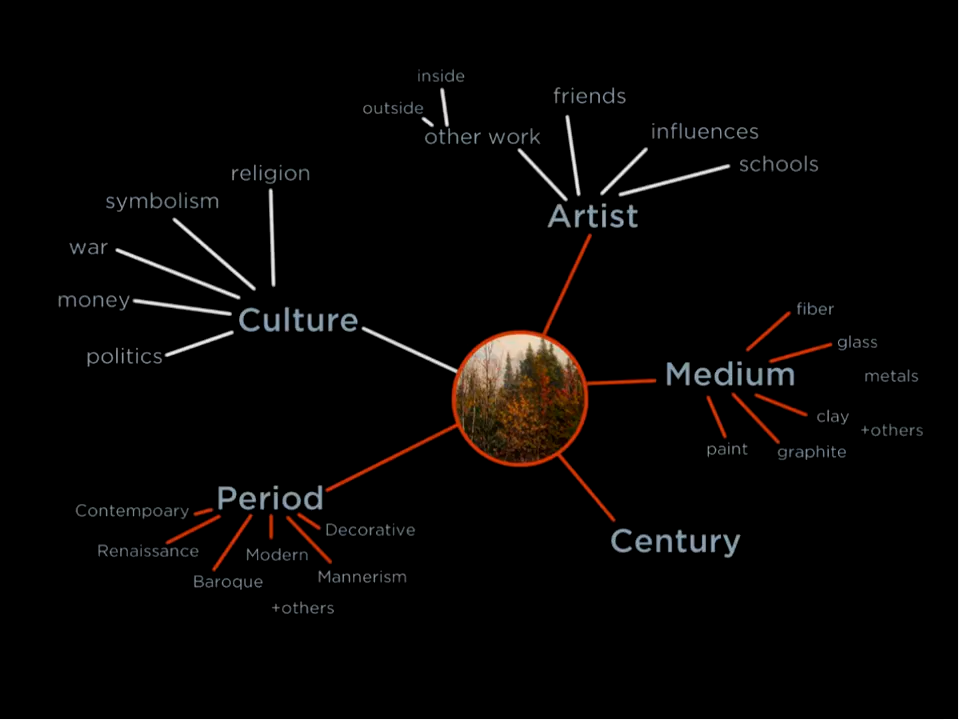 inside
outside
other work
friends
influences
schools
Artist
religion
symbolism
war
money
politics
Culture
fiber
glass
metals
Medium
clay
+others
paint
graphite
Century
Period
Contempoary
Renaissance
Baroque
Modern
Decorative
Mannerism
+others